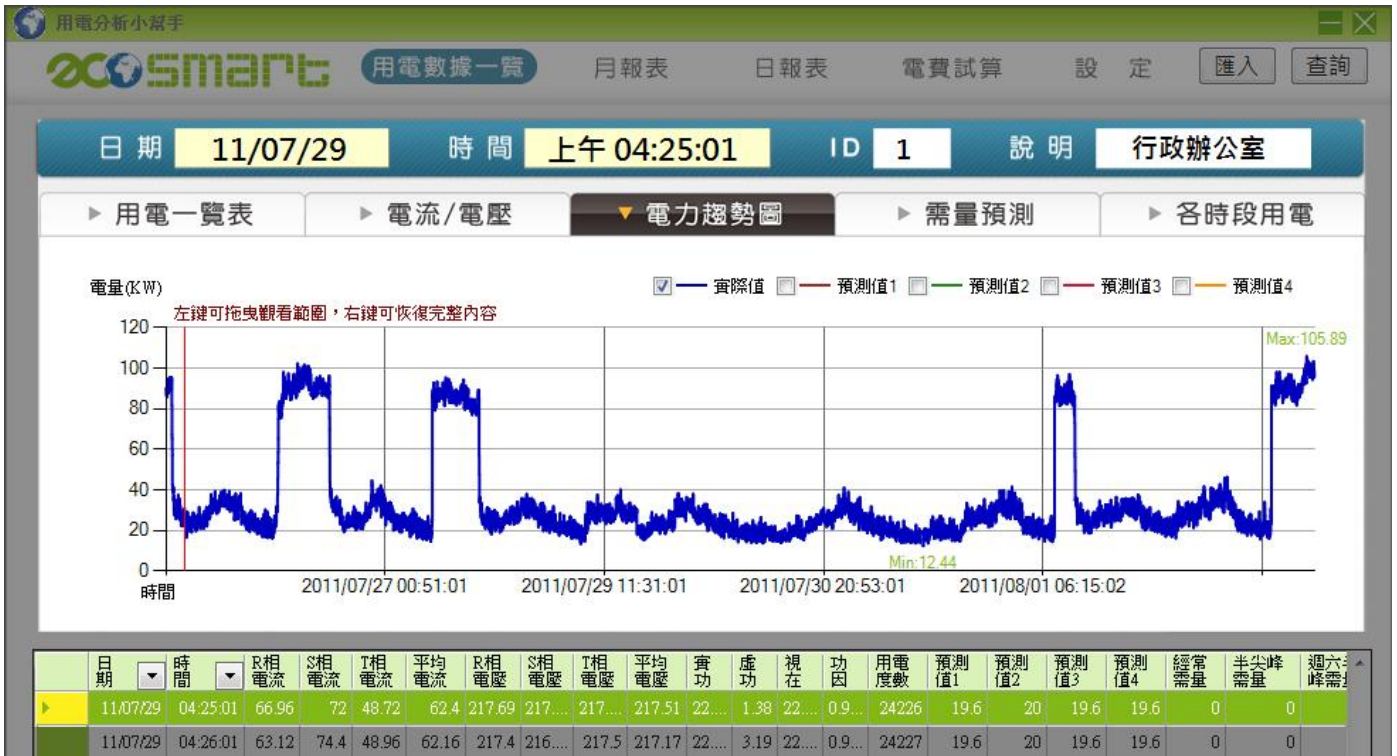 用電分析小幫手
ecosmart 用電數據一覽 月報表 日報表 電費試算 設 定 匯入 查詢
日 期 11/07/29 時 間 上午 04:25:01 ID 1 說 明 行政辦公室
用電一覽表 電流/電壓 電力趨勢圖 需量預測 各時段用電
電量(KW) 實際值 預測值1 預測值2 預測值3 預測值4
左鍵可拖曳觀看範圍，右鍵可恢復完整內容
120
Max:105.89
100
80
60
40
20
Min:12.44
0
時間 2011/07/27 00:51:01 2011/07/29 11:31:01 2011/07/30 20:53:01 2011/08/01 06:15:02
日期 時間 R相電流 S相電流 T相電流 平均電流 R相電壓 S相電壓 T相電壓 平均電壓 實功 虛功 視在 功因 用電度數 預測值1 預測值2 預測值3 預測值4 經常需量 半尖峰需量
11/07/29 04:25:01 66.96 72 48.72 62.4 217.69 217.... 217.... 217.51 22.... 1.38 22.... 0.9... 24226 19.6 20 19.6 19.6 0 0
11/07/29 04:26:01 63.12 74.4 48.96 62.16 217.4 216.... 217.5 217.17 22.... 3.19 22.... 0.9... 24227 19.6 20 19.6 19.6 0 0